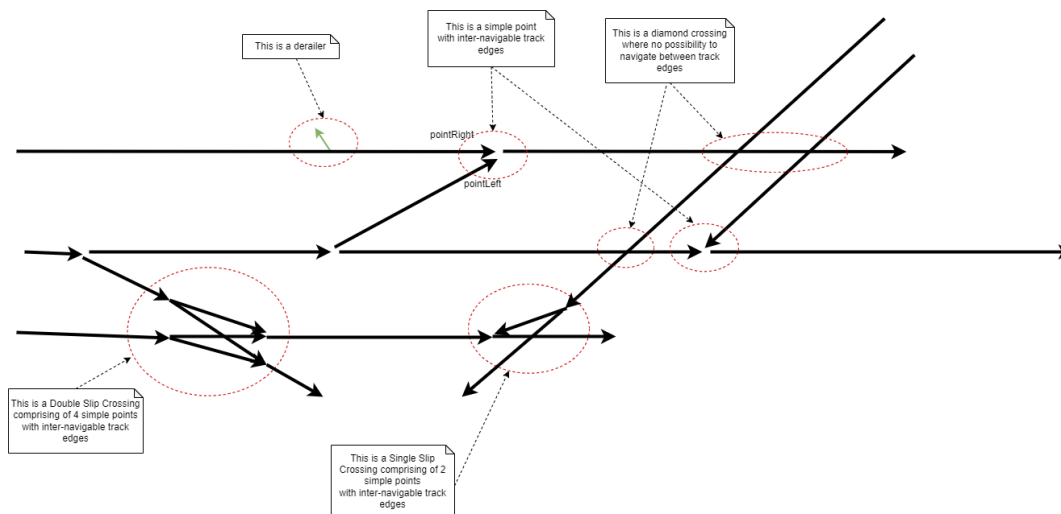 This is a derailer
This is a simple point
with inter-navigable track
edges
This is a diamond crossing
where no possibility to
navigate between track
edges
pointRight
pointLeft
This is a Double Slip Crossing
comprising of 4 simple points
with inter-navigable track
edges
This is a Single Slip
Crossing comprising of 2
simple points
with inter-navigable track
edges